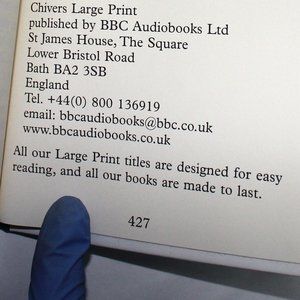 Chivers Large Print
published by BBC Audiobooks Ltd
St James House, The Square
Lower Bristol Road
Bath BA2 3SB
England
Tel. +44(0) 800 136919
email: bbcaudiobooks@bbc.co.uk
www.bbcaudiobooks.co.uk
All our Large Print titles are designed for easy
reading, and all our books are made to last.
427